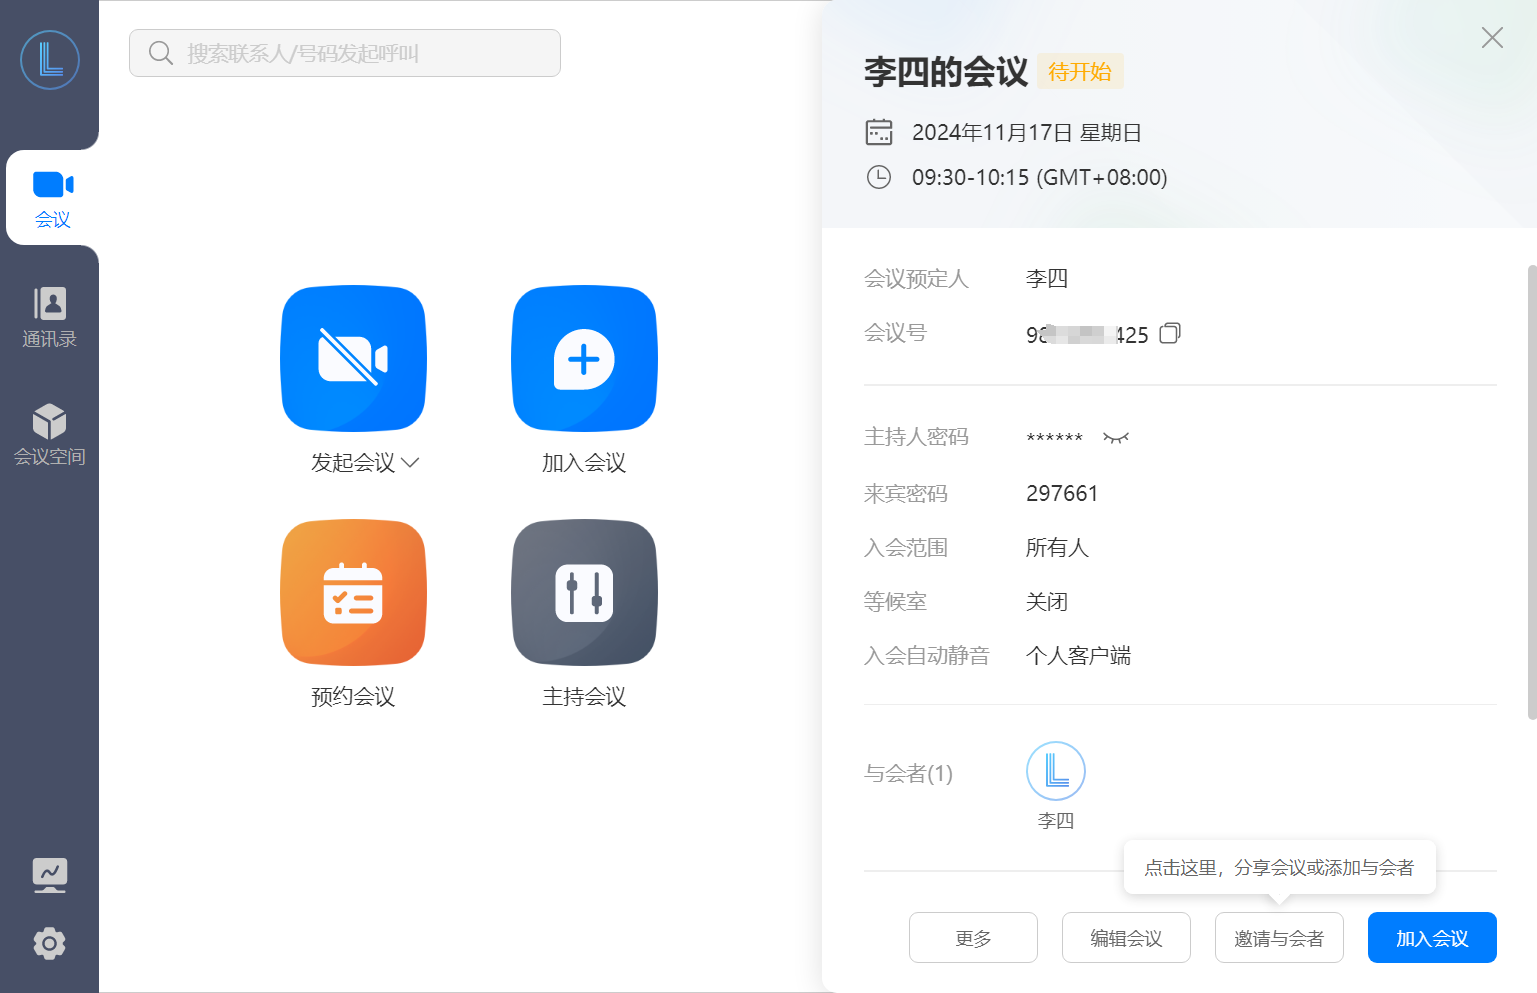 搜索联系人/号码发起呼叫
会议
通讯录
会议空间
发起会议
加入会议
预约会议
主持会议
李四的会议 待开始
2024年11月17日 星期日
09:30-10:15 (GMT+08:00)
会议预定人 李四
会议号 98 425
主持人密码 ******
来宾密码 297661
入会范围 所有人
等候室 关闭
入会自动静音 个人客户端
与会者(1)
李四
点击这里，分享会议或添加与会者
更多 编辑会议 邀请与会者 加入会议